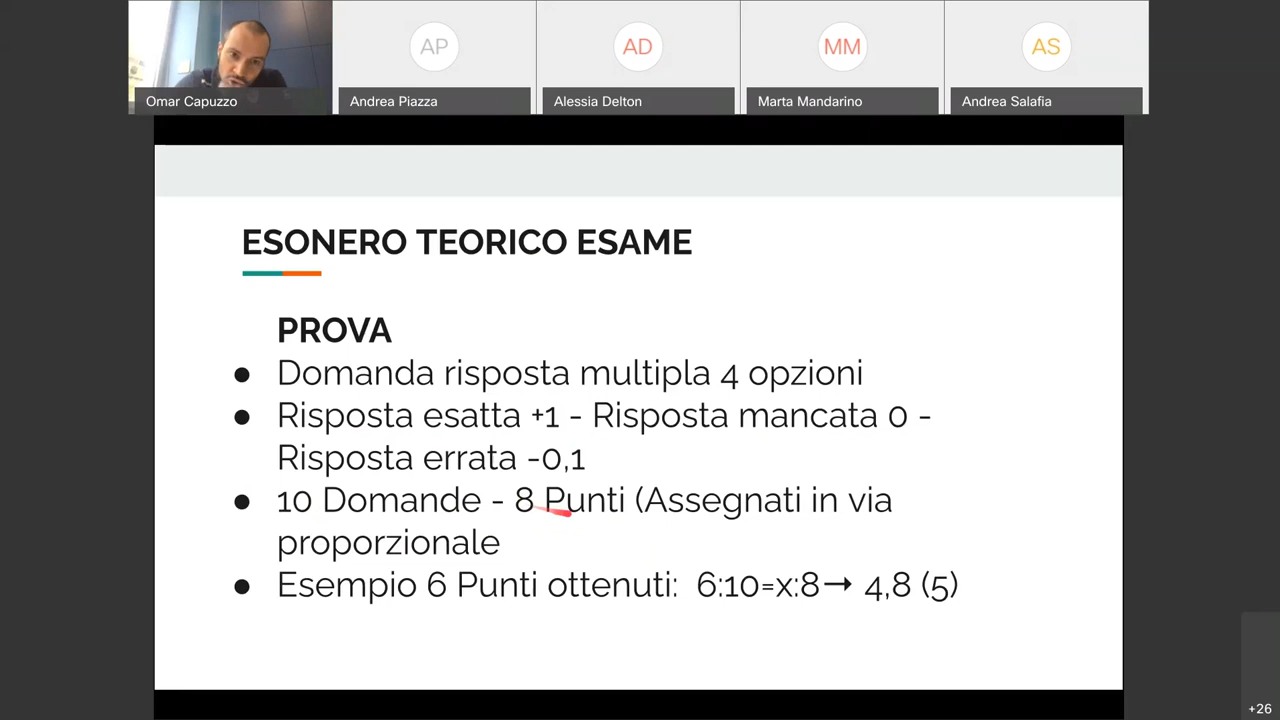 AP
AD
MM
AS
Omar Capuzzo
Andrea Piazza
Alessia Delton
Marta Mandarino
Andrea Salafia
ESONERO TEORICO ESAME
PROVA
● Domanda risposta multipla 4 opzioni
● Risposta esatta +1 - Risposta mancata 0 -
Risposta errata -0,1
● 10 Domande - 8 Punti (Assegnati in via
proporzionale
● Esempio 6 Punti ottenuti: 6:10=x:8→ 4,8 (5)
+26